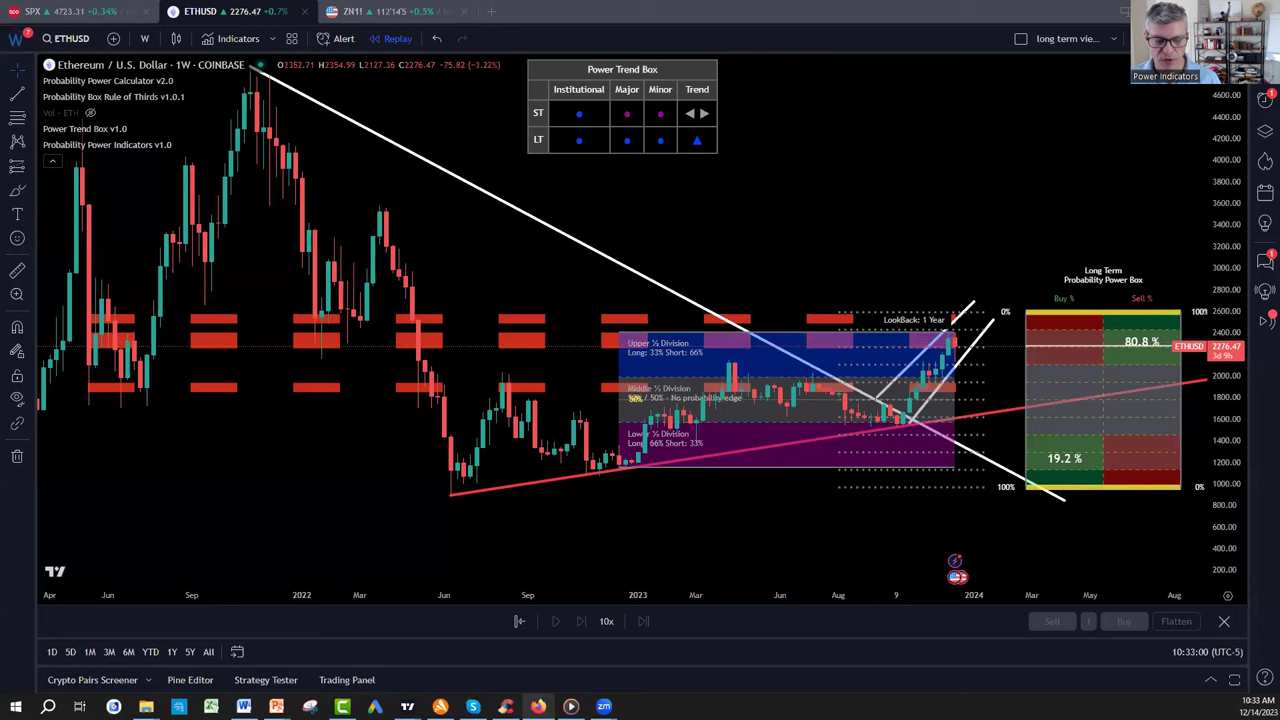 SPX ▲ 4723.31 +0.34%
ETHUSD ▲ 2276.47 +0.7%
ZN1! ▲ 112'14'5 +0.5%
7
ETHUSD
W
Indicators
Alert
Replay
long term vie...
Power Indicators
Ethereum / U.S. Dollar · 1W · COINBASE
O2352.71 H2354.99 L2127.36 C2276.47 -75.82 (-3.22%)
Probability Power Calculator v2.0
Probability Box Rule of Thirds v1.0.1
Vol · ETH
Power Trend Box v1.0
Probability Power Indicators v1.0
Power Trend Box
Institutional Major Minor Trend
ST
LT
4600.00
4400.00
4200.00
4000.00
3800.00
3600.00
3400.00
3200.00
3000.00
2800.00
2600.00
2400.00
2000.00
1800.00
1600.00
1400.00
1200.00
1000.00
800.00
600.00
400.00
200.00
Long Term
Probability Power Box
Buy % Sell %
0% 100%
80.8 %
ETHUSD 2276.47
3d 9h
19.2 %
100% 0%
LookBack: 1 Year
Upper ⅓ Division
Long: 33% Short: 66%
Middle ⅓ Division
50% / 50% - No probability edge
Lower ⅓ Division
Long 66% Short: 33%
Apr Jun Sep 2022 Mar Jun Sep 2023 Mar Jun Aug 9 2024 Mar May Aug
10x
Sell 1 Buy Flatten
1D 5D 1M 3M 6M YTD 1Y 5Y All
10:33:00 (UTC-5)
Crypto Pairs Screener Pine Editor Strategy Tester Trading Panel
10:33 AM
12/14/2023